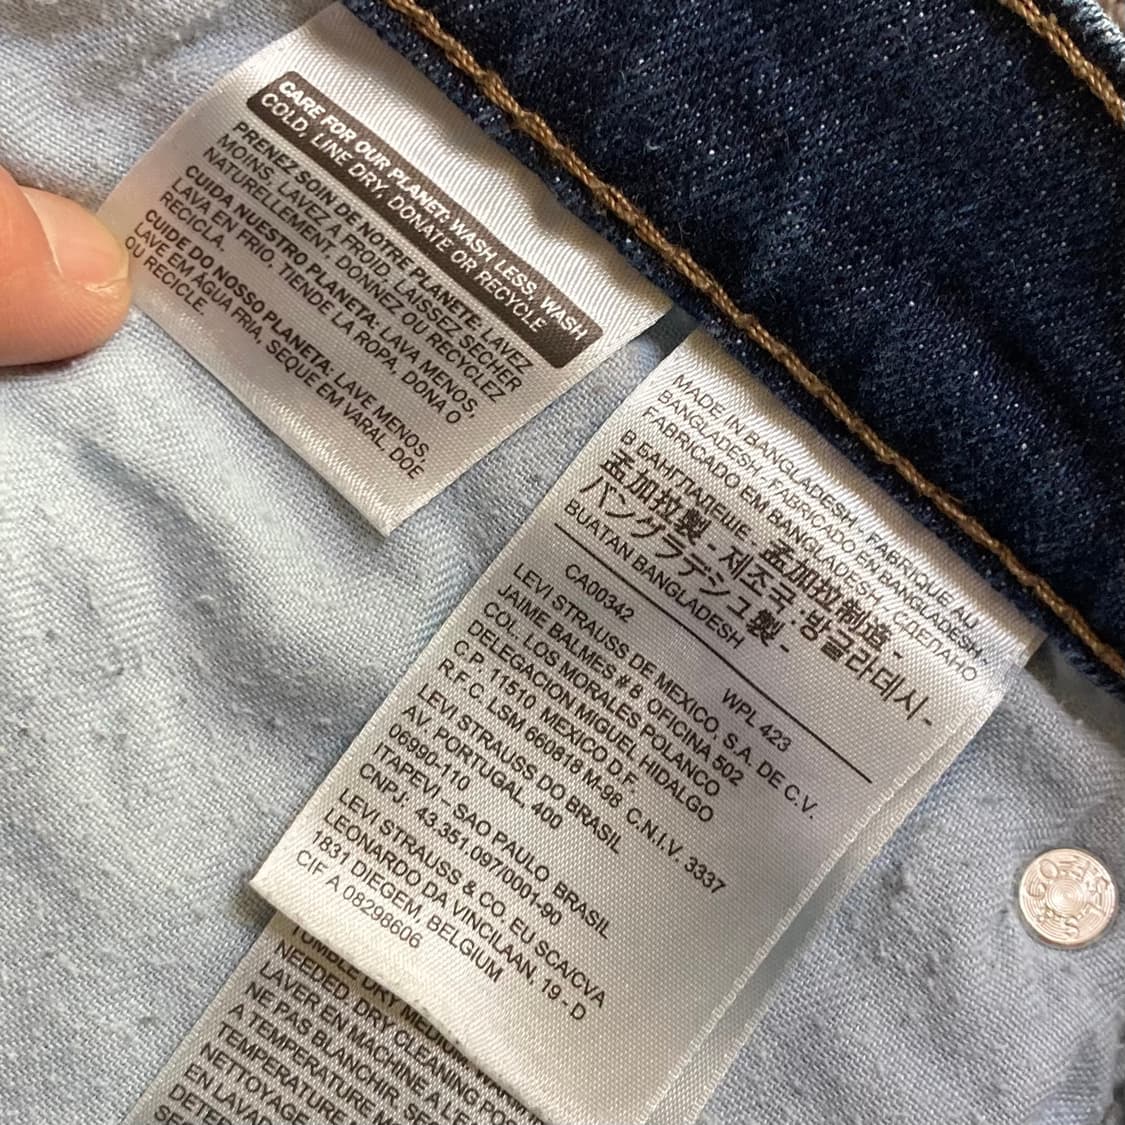 CARE FOR OUR PLANET: WASH LESS, WASH
COLD, LINE DRY, DONATE OR RECYCLE
PRENEZ SOIN DE NOTRE PLANÈTE: LAVEZ
MOINS, LAVEZ À FROID, LAISSEZ SÉCHER
NATURELLEMENT, DONNEZ OU RECYCLEZ
CUIDA NUESTRO PLANETA: LAVA MENOS,
LAVA EN FRIO, TIENDE LA ROPA, DONA O
RECICLA.
CUIDE DO NOSSO PLANETA: LAVE MENOS,
LAVE EM ÁGUA FRIA, SEQUE EM VARAL, DOE
OU RECICLE.
MADE IN BANGLADESH, FABRIQUE AU
BANGLADESH - FABRICADO EN BANGLADESH,
FABRICADO EM BANGLADESH / СДЕЛАНО
В БАНГЛАДЕШЕ - 孟加拉制造 -
孟加拉製 - 제조국:방글라데시 -
バングラデシュ製 -
BUATAN BANGLADESH
CA00342 WPL 423
LEVI STRAUSS DE MEXICO, S.A. DE C.V.
JAIME BALMES # 8 OFICINA 502
COL. LOS MORALES POLANCO
DELEGACION MIGUEL HIDALGO
C.P. 11510 MEXICO D.F.
R.F.C. LSM 660818 M-98 C.N.I.V. 3337
LEVI STRAUSS DO BRASIL
AV. PORTUGAL, 400
06990-110
ITAPEVI – SAO PAULO BRASIL
CNPJ: 43.351.097/0001-90
LEVI STRAUSS & CO. EU SCA/CVA
LEONARDO DA VINCILAAN, 19 - D
1831 DIEGEM, BELGIUM
CIF A 08298606
TUMBLE DRY MEDIUM
NEEDED. DRY CLEANING
LAVER EN MACHINE A
NE PAS BLANCHIR.
A TEMPERATURE
TEMPERATURE
NETTOYAGE
EN